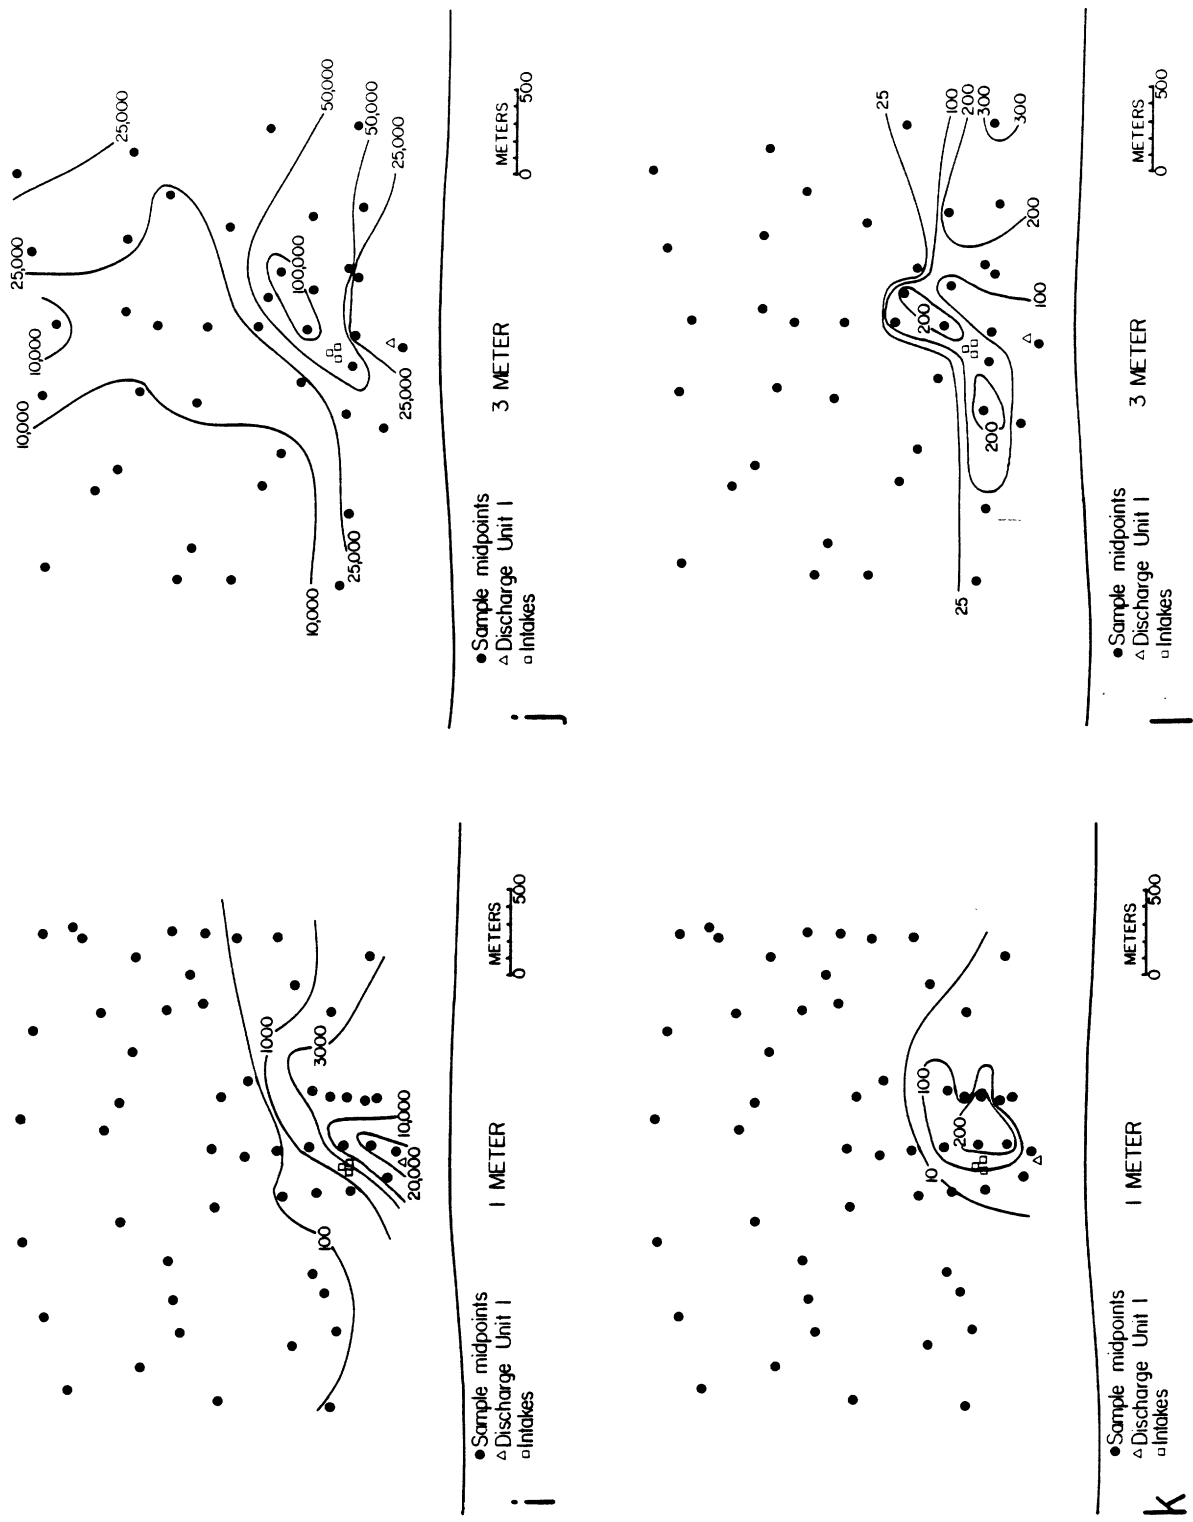 25,000
50,000
50,000
25,000
25,000
100,000
10,000
10,000
25,000
25,000
10,000
METERS
0 500
3 METER
● Sample midpoints
△ Discharge Unit 1
□ Intakes
j
25
100
200
300
300
200
100
200
200
25
METERS
0 500
3 METER
● Sample midpoints
△ Discharge Unit 1
□ Intakes
l
1000
3000
10,000
20,000
100
METERS
0 500
1 METER
● Sample midpoints
△ Discharge Unit 1
□ Intakes
i
100
200
10
METERS
0 500
1 METER
● Sample midpoints
△ Discharge Unit 1
□ Intakes
k